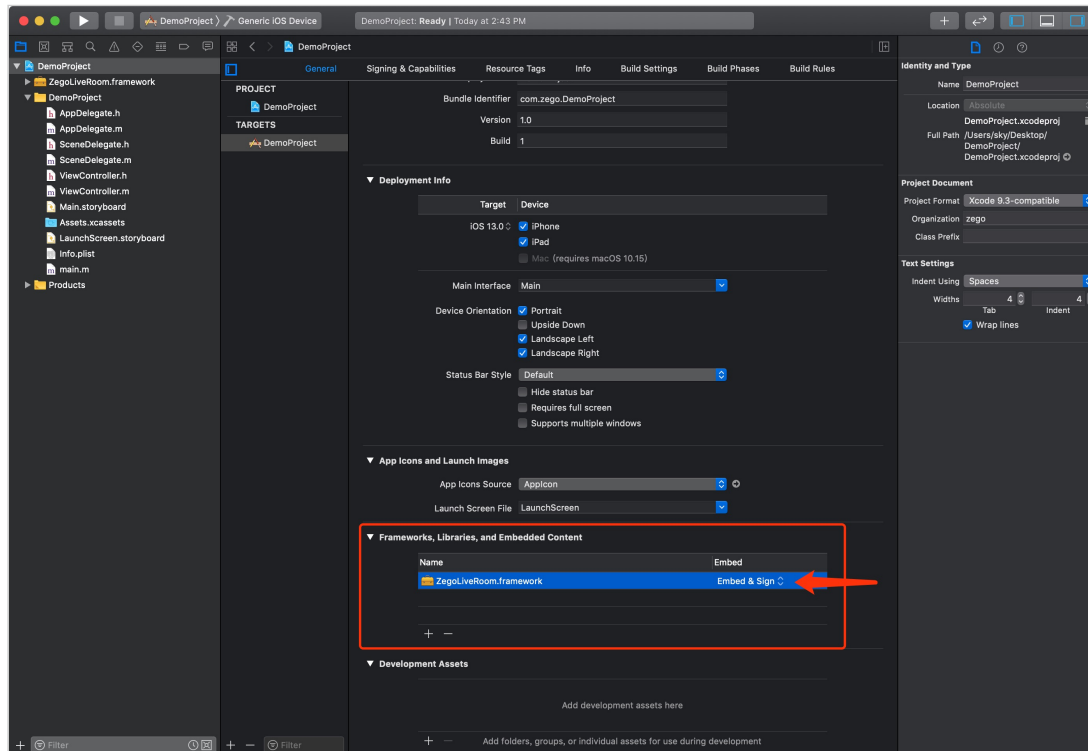 DemoProject
Generic iOS Device
DemoProject: Ready | Today at 2:43 PM
DemoProject
ZegoLiveRoom.framework
DemoProject
AppDelegate.h
AppDelegate.m
SceneDelegate.h
SceneDelegate.m
ViewController.h
ViewController.m
Main.storyboard
Assets.xcassets
LaunchScreen.storyboard
Info.plist
main.m
Products
Filter
DemoProject
General
Signing & Capabilities
Resource Tags
Info
Build Settings
Build Phases
Build Rules
PROJECT
DemoProject
TARGETS
DemoProject
Filter
Bundle Identifier com.zego.DemoProject
Version 1.0
Build 1
Deployment Info
Target Device
iOS 13.0 iPhone
iPad
Mac (requires macOS 10.15)
Main Interface Main
Device Orientation Portrait
Upside Down
Landscape Left
Landscape Right
Status Bar Style Default
Hide status bar
Requires full screen
Supports multiple windows
App Icons and Launch Images
App Icons Source AppIcon
Launch Screen File LaunchScreen
Frameworks, Libraries, and Embedded Content
Name Embed
ZegoLiveRoom.framework Embed & Sign
Development Assets
Add development assets here
Add folders, groups, or individual assets for use during development
Identity and Type
Name DemoProject
Location Absolute
DemoProject.xcodeproj
Full Path /Users/sky/Desktop/
DemoProject/
DemoProject.xcodeproj
Project Document
Project Format Xcode 9.3-compatible
Organization zego
Class Prefix
Text Settings
Indent Using Spaces
Widths 4 4
Tab Indent
Wrap lines